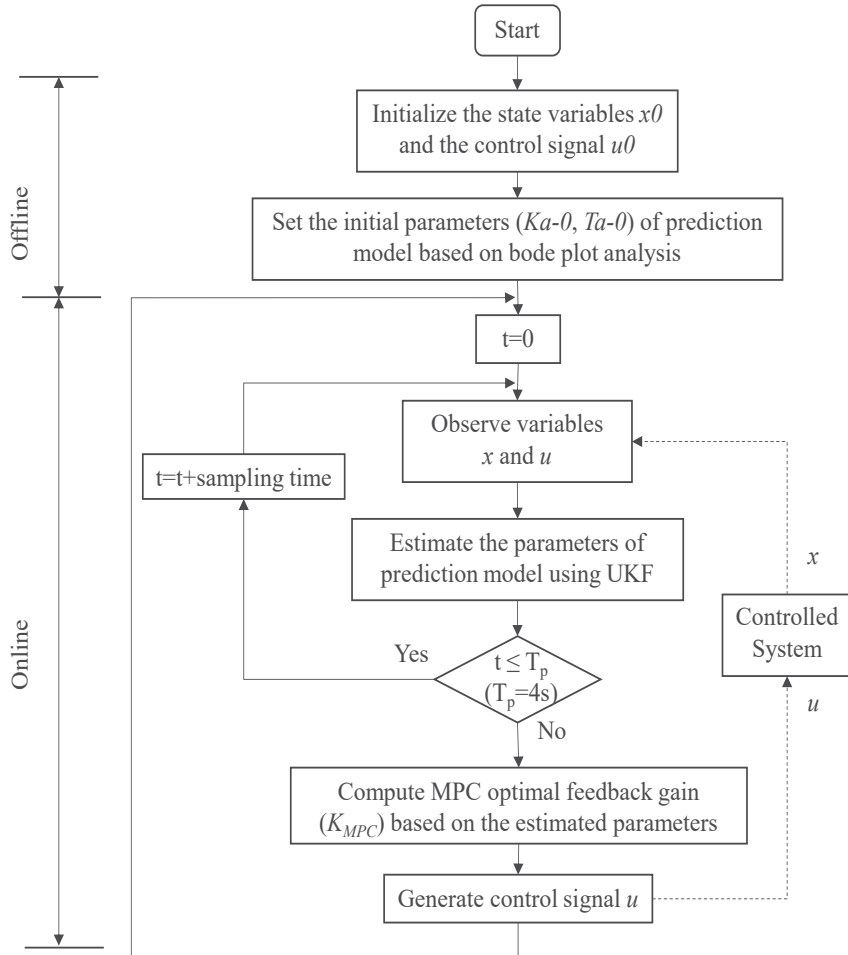 Start
Initialize the state variables x0
and the control signal u0
Set the initial parameters (Ka-0, Ta-0) of prediction
model based on bode plot analysis
Offline
t=0
Observe variables
x and u
t=t+sampling time
Estimate the parameters of
prediction model using UKF
x
Controlled
System
u
Online
Yes
t ≤ Tp
(Tp=4s)
No
Compute MPC optimal feedback gain
(KMPC) based on the estimated parameters
Generate control signal u